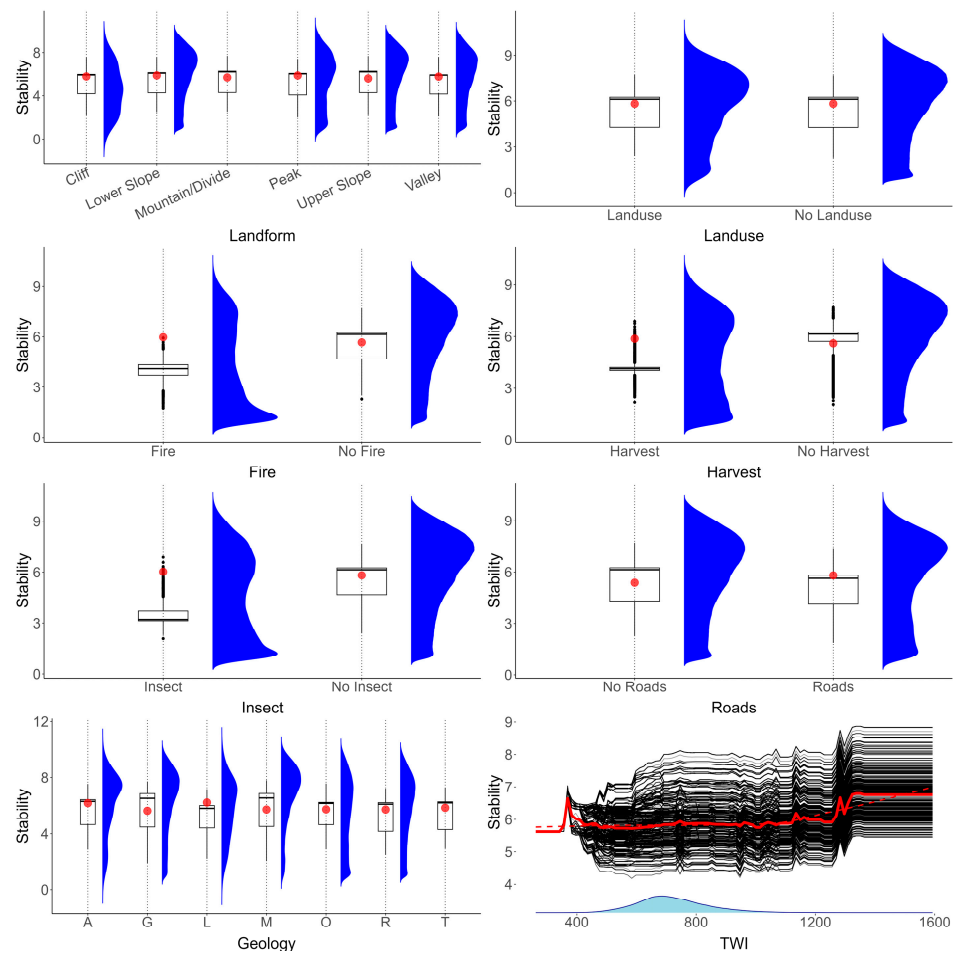 Stability
8
4
0
Cliff
Lower Slope
Mountain/Divide
Peak
Upper Slope
Valley
Landform
Stability
9
6
3
0
Landuse
No Landuse
Landuse
Stability
9
6
3
0
Fire
No Fire
Fire
Stability
9
6
3
0
Harvest
No Harvest
Harvest
Stability
9
6
3
0
Insect
No Insect
Insect
Stability
9
6
3
0
No Roads
Roads
Roads
Stability
12
8
4
0
A
G
L
M
O
R
T
Geology
Stability
9
8
7
6
5
4
400
800
1200
1600
TWI